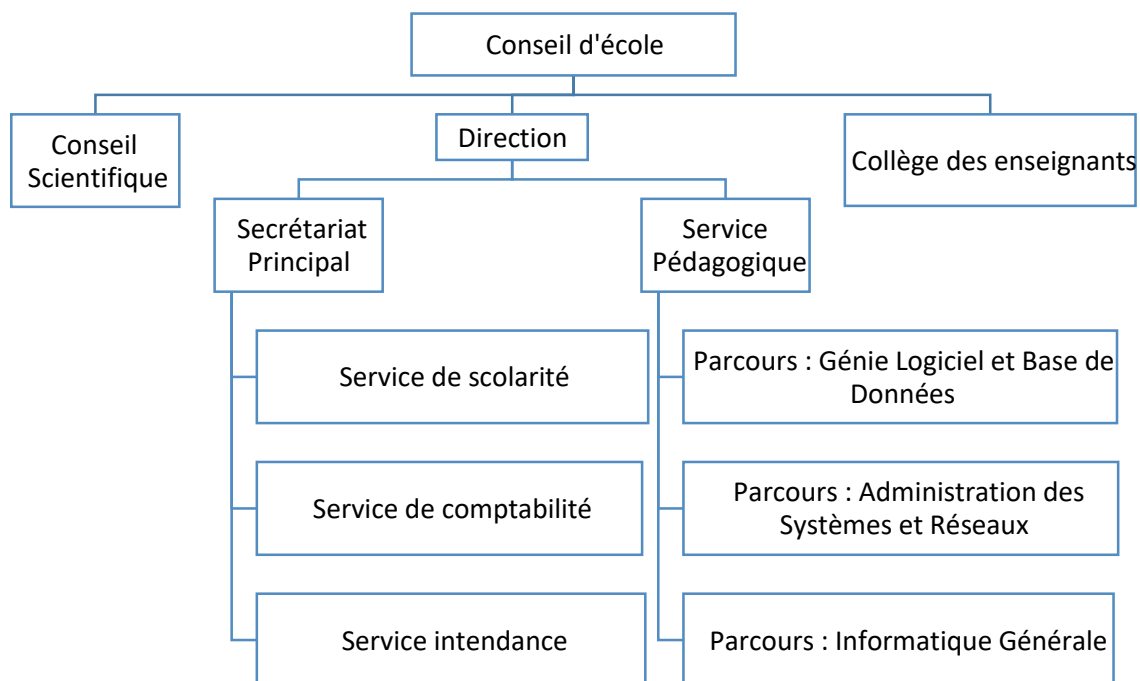 Conseil d'école
Conseil
Scientifique
Direction
Collège des enseignants
Secrétariat
Principal
Service
Pédagogique
Service de scolarité
Parcours : Génie Logiciel et Base de
Données
Service de comptabilité
Parcours : Administration des
Systèmes et Réseaux
Service intendance
Parcours : Informatique Générale